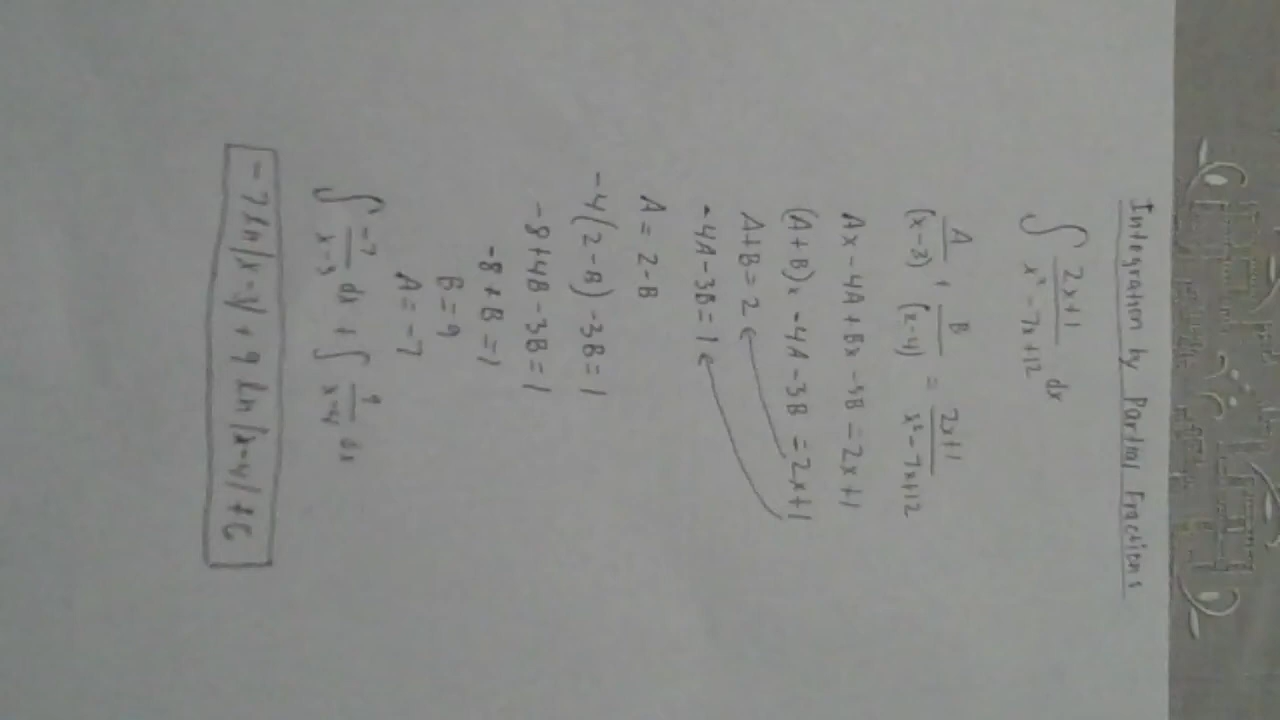 Integration by Partial Fractions
∫ 2x+1 / x² - 7x + 12 dx
A / (x-3) + B / (x-4) = 2x+1 / x² - 7x+12
Ax - 4A + Bx - 3B = 2x+1
(A+B)x - 4A - 3B = 2x+1
A+B = 2
-4A - 3B = 1
A = 2-B
-4(2-B) - 3B = 1
-8+4B - 3B = 1
-8+B = 1
B = 9
A = -7
∫ -7 / x-3 dx + ∫ 9 / x-4 dx
-7 ln|x-3| + 9 ln|x-4| + C